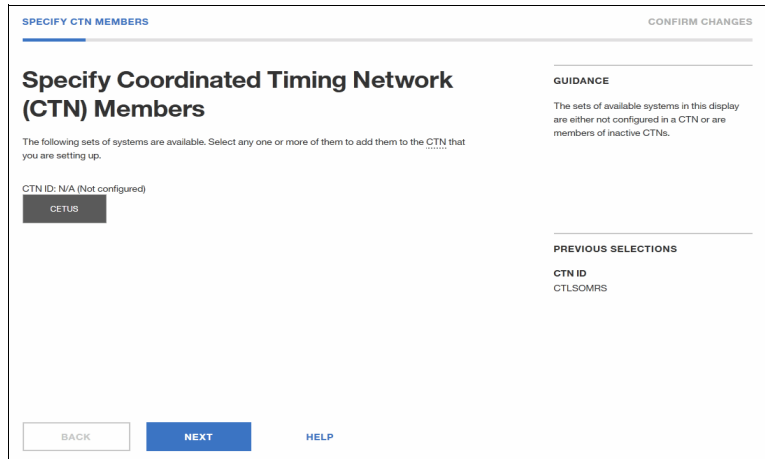 SPECIFY CTN MEMBERS
CONFIRM CHANGES
Specify Coordinated Timing Network
(CTN) Members
The following sets of systems are available. Select any one or more of them to add them to the CTN that
you are setting up.
CTN ID: N/A (Not configured)
CETUS
GUIDANCE
The sets of available systems in this display
are either not configured in a CTN or are
members of inactive CTNs.
PREVIOUS SELECTIONS
CTN ID
CTLSOMRS
BACK
NEXT
HELP